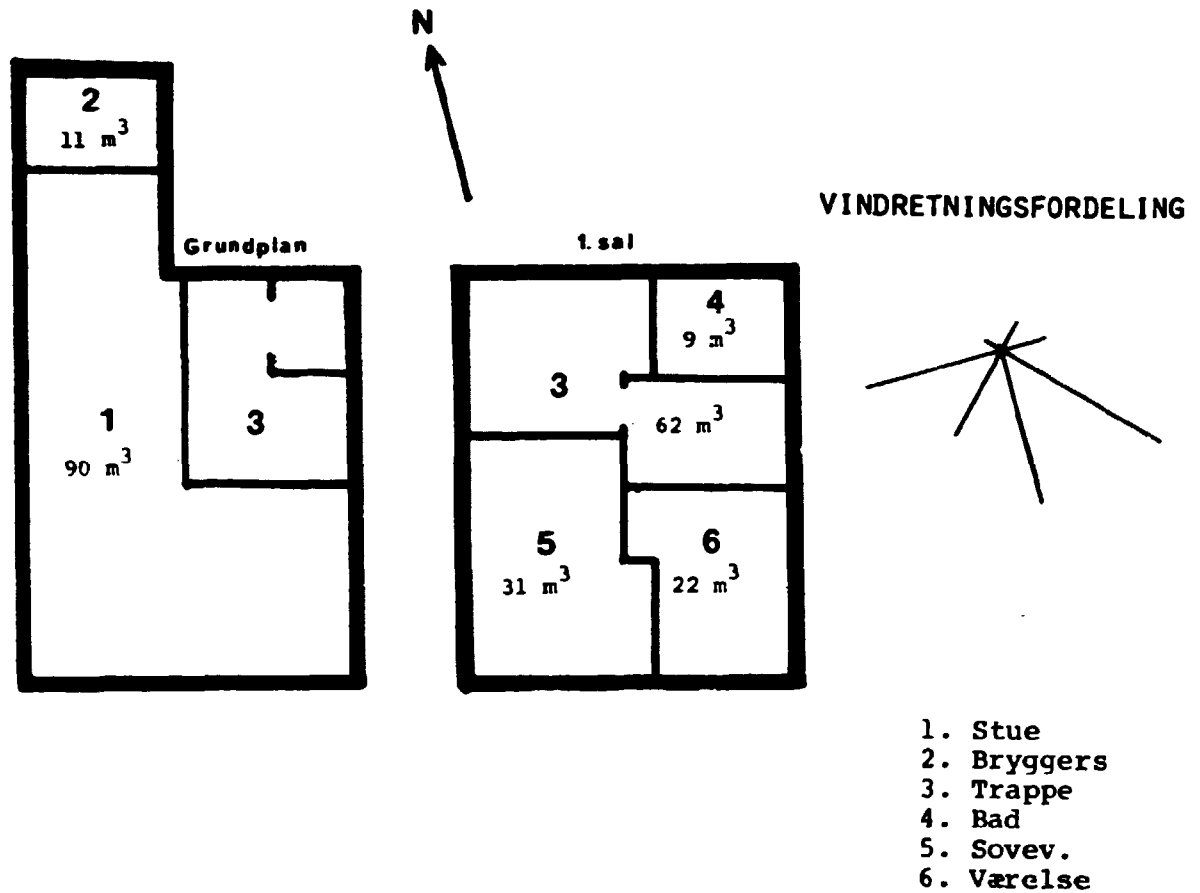 N
2
11 m³
Grundplan
1
90 m³
3
1. sal
4
9 m³
3
62 m³
5
31 m³
6
22 m³
VINDRETNINGSFORDELING
1. Stue
2. Bryggers
3. Trappe
4. Bad
5. Sovev.
6. Værelse